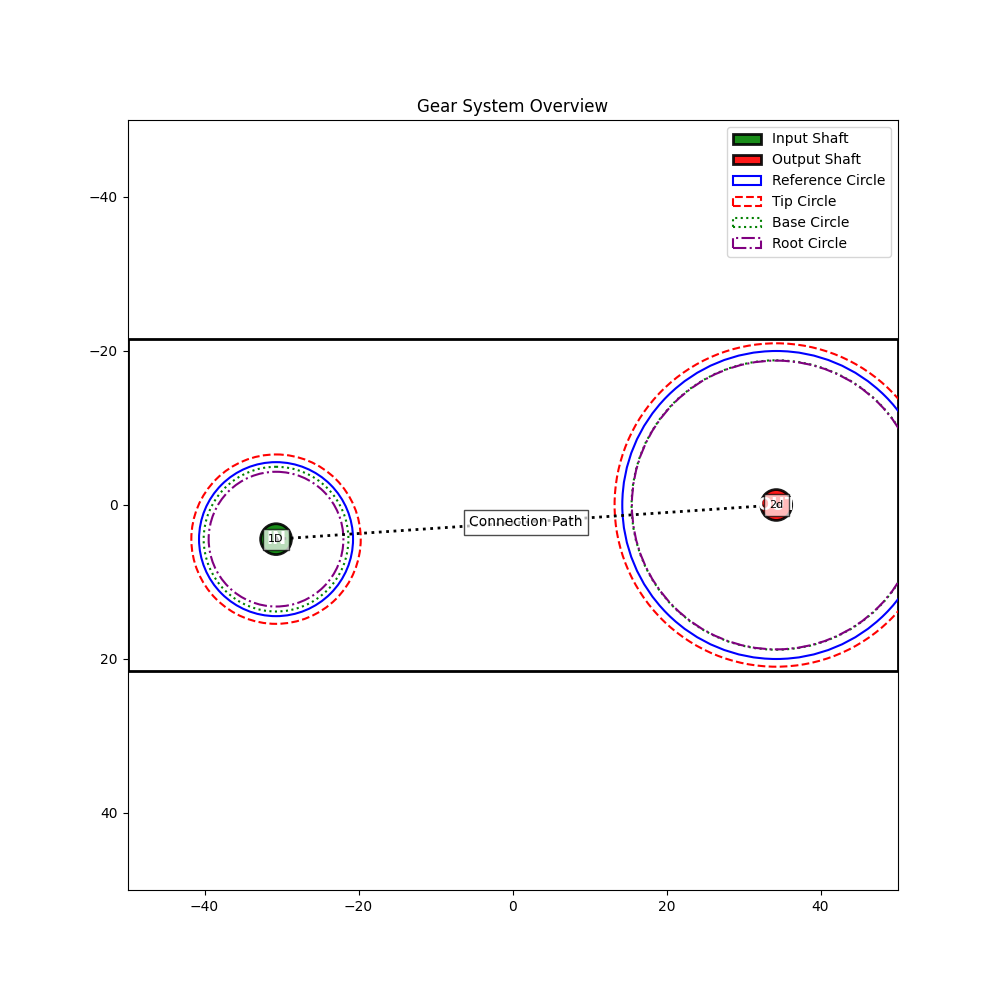 Gear System Overview
Input Shaft
Output Shaft
Reference Circle
Tip Circle
Base Circle
Root Circle
−40
−20
0
20
40
1D
Connection Path
2d
−40
−20
0
20
40